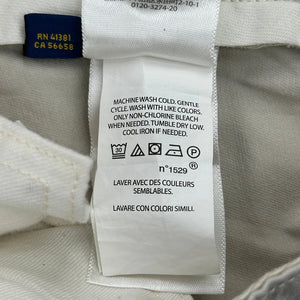 RN 41381
CA 56658
0120-3274-20
MACHINE WASH COLD. GENTLE
CYCLE. WASH WITH LIKE COLORS.
ONLY NON-CHLORINE BLEACH
WHEN NEEDED. TUMBLE DRY LOW.
COOL IRON IF NEEDED.
30
n°1529
LAVER AVEC DES COULEURS
SEMBLABLES.
LAVARE CON COLORI SIMILI.